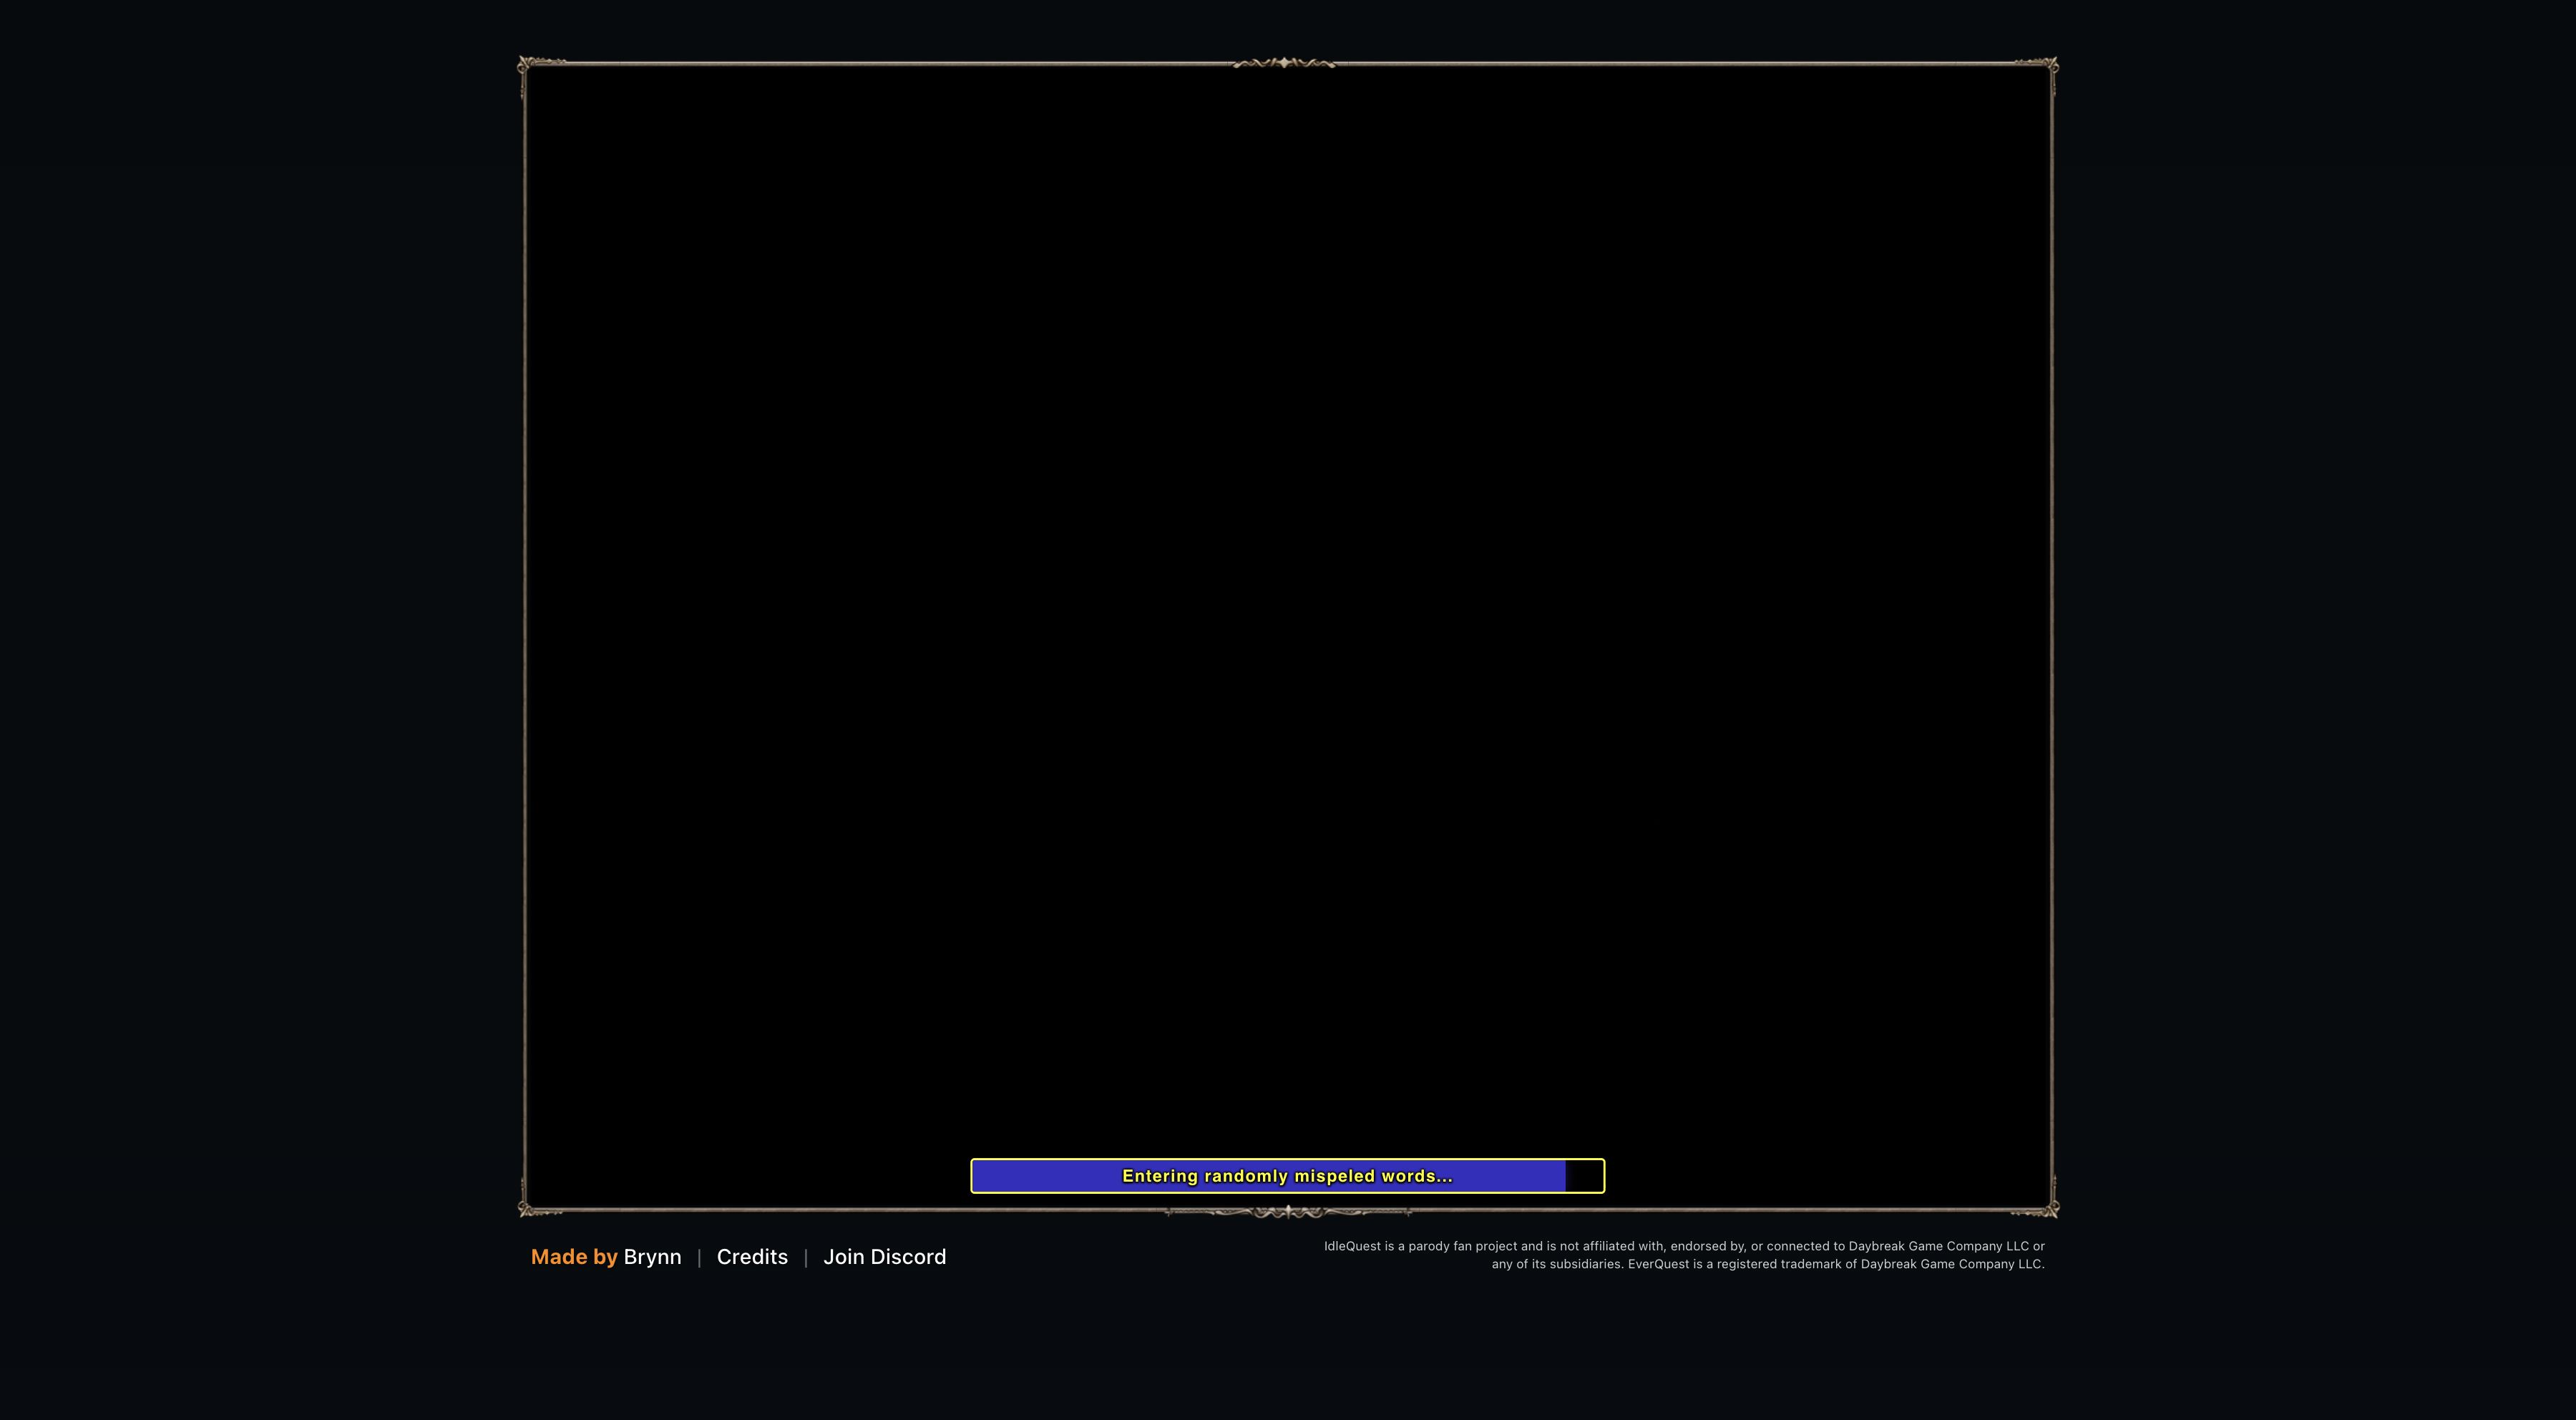 Entering randomly mispeled words...
Made by Brynn | Credits | Join Discord
IdleQuest is a parody fan project and is not affiliated with, endorsed by, or connected to Daybreak Game Company LLC or
any of its subsidiaries. EverQuest is a registered trademark of Daybreak Game Company LLC.